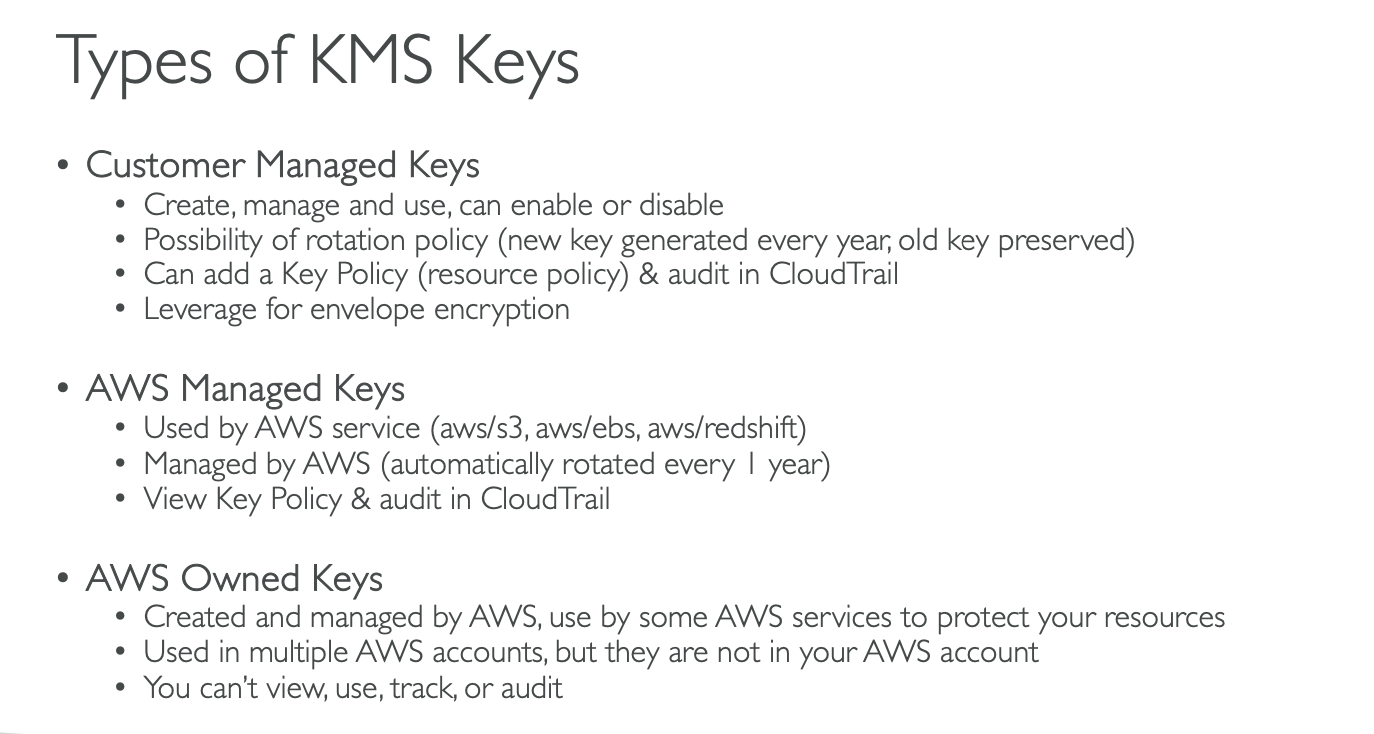 Types of KMS Keys
• Customer Managed Keys
• Create, manage and use, can enable or disable
• Possibility of rotation policy (new key generated every year, old key preserved)
• Can add a Key Policy (resource policy) & audit in CloudTrail
• Leverage for envelope encryption
• AWS Managed Keys
• Used by AWS service (aws/s3, aws/ebs, aws/redshift)
• Managed by AWS (automatically rotated every 1 year)
• View Key Policy & audit in CloudTrail
• AWS Owned Keys
• Created and managed by AWS, use by some AWS services to protect your resources
• Used in multiple AWS accounts, but they are not in your AWS account
• You can't view, use, track, or audit